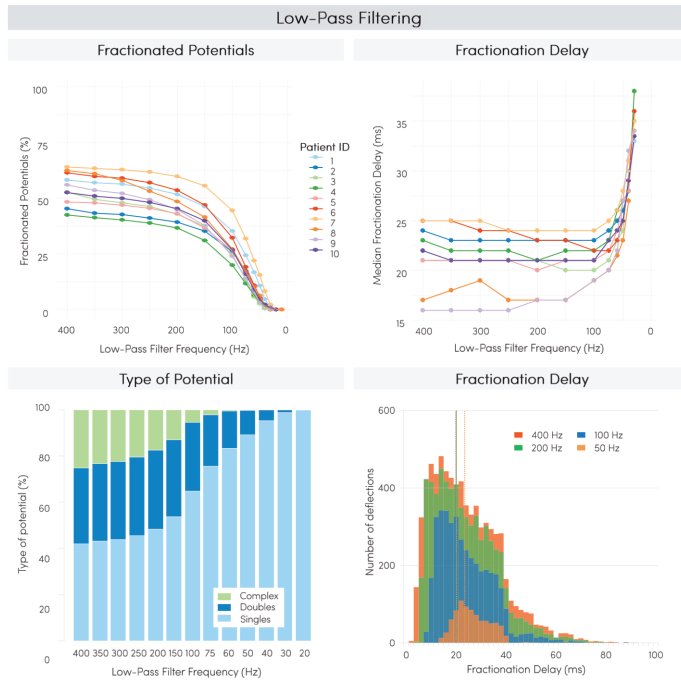 Low-Pass Filtering
Fractionated Potentials
Fractionation Delay
100
75
50
25
0
Fractionated Potentials (%)
400
300
200
100
0
Low-Pass Filter Frequency (Hz)
Patient ID
1
2
3
4
5
6
7
8
9
10
35
30
25
20
15
Median Fractionation Delay (ms)
400
300
200
100
0
Low-Pass Filter Frequency (Hz)
Type of Potential
Fractionation Delay
100
80
60
40
20
0
Type of potential (%)
Complex
Doubles
Singles
400 350 300 250 200 150 100 75 60 50 40 30 20
Low-Pass Filter Frequency (Hz)
600
400
200
0
Number of deflections
400 Hz
100 Hz
200 Hz
50 Hz
0
20
40
60
80
100
Fractionation Delay (ms)